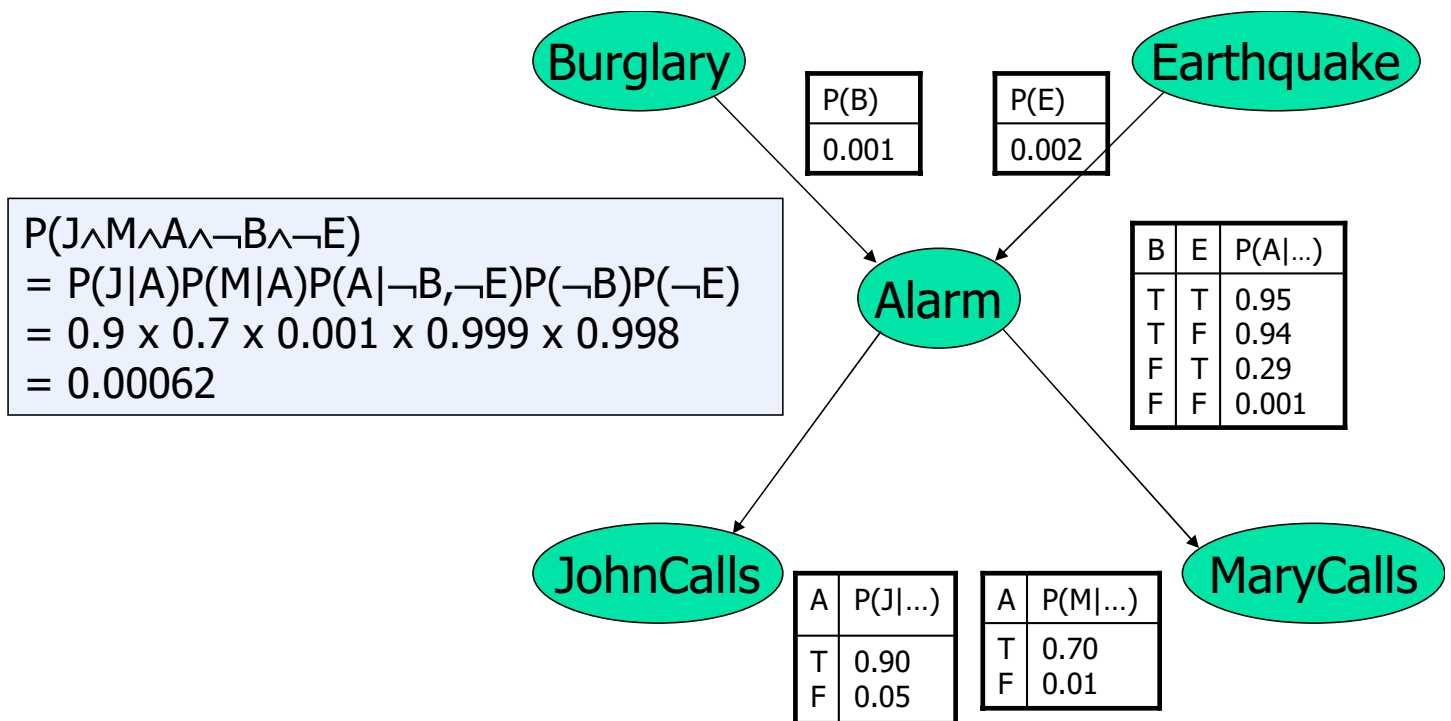 Burglary
Earthquake
P(B)
0.001
P(E)
0.002
P(J∧M∧A∧¬B∧¬E)
= P(J|A)P(M|A)P(A|¬B,¬E)P(¬B)P(¬E)
= 0.9 x 0.7 x 0.001 x 0.999 x 0.998
= 0.00062
Alarm
B E P(A|…)
T T 0.95
T F 0.94
F T 0.29
F F 0.001
JohnCalls
A P(J|…)
T 0.90
F 0.05
A P(M|…)
T 0.70
F 0.01
MaryCalls